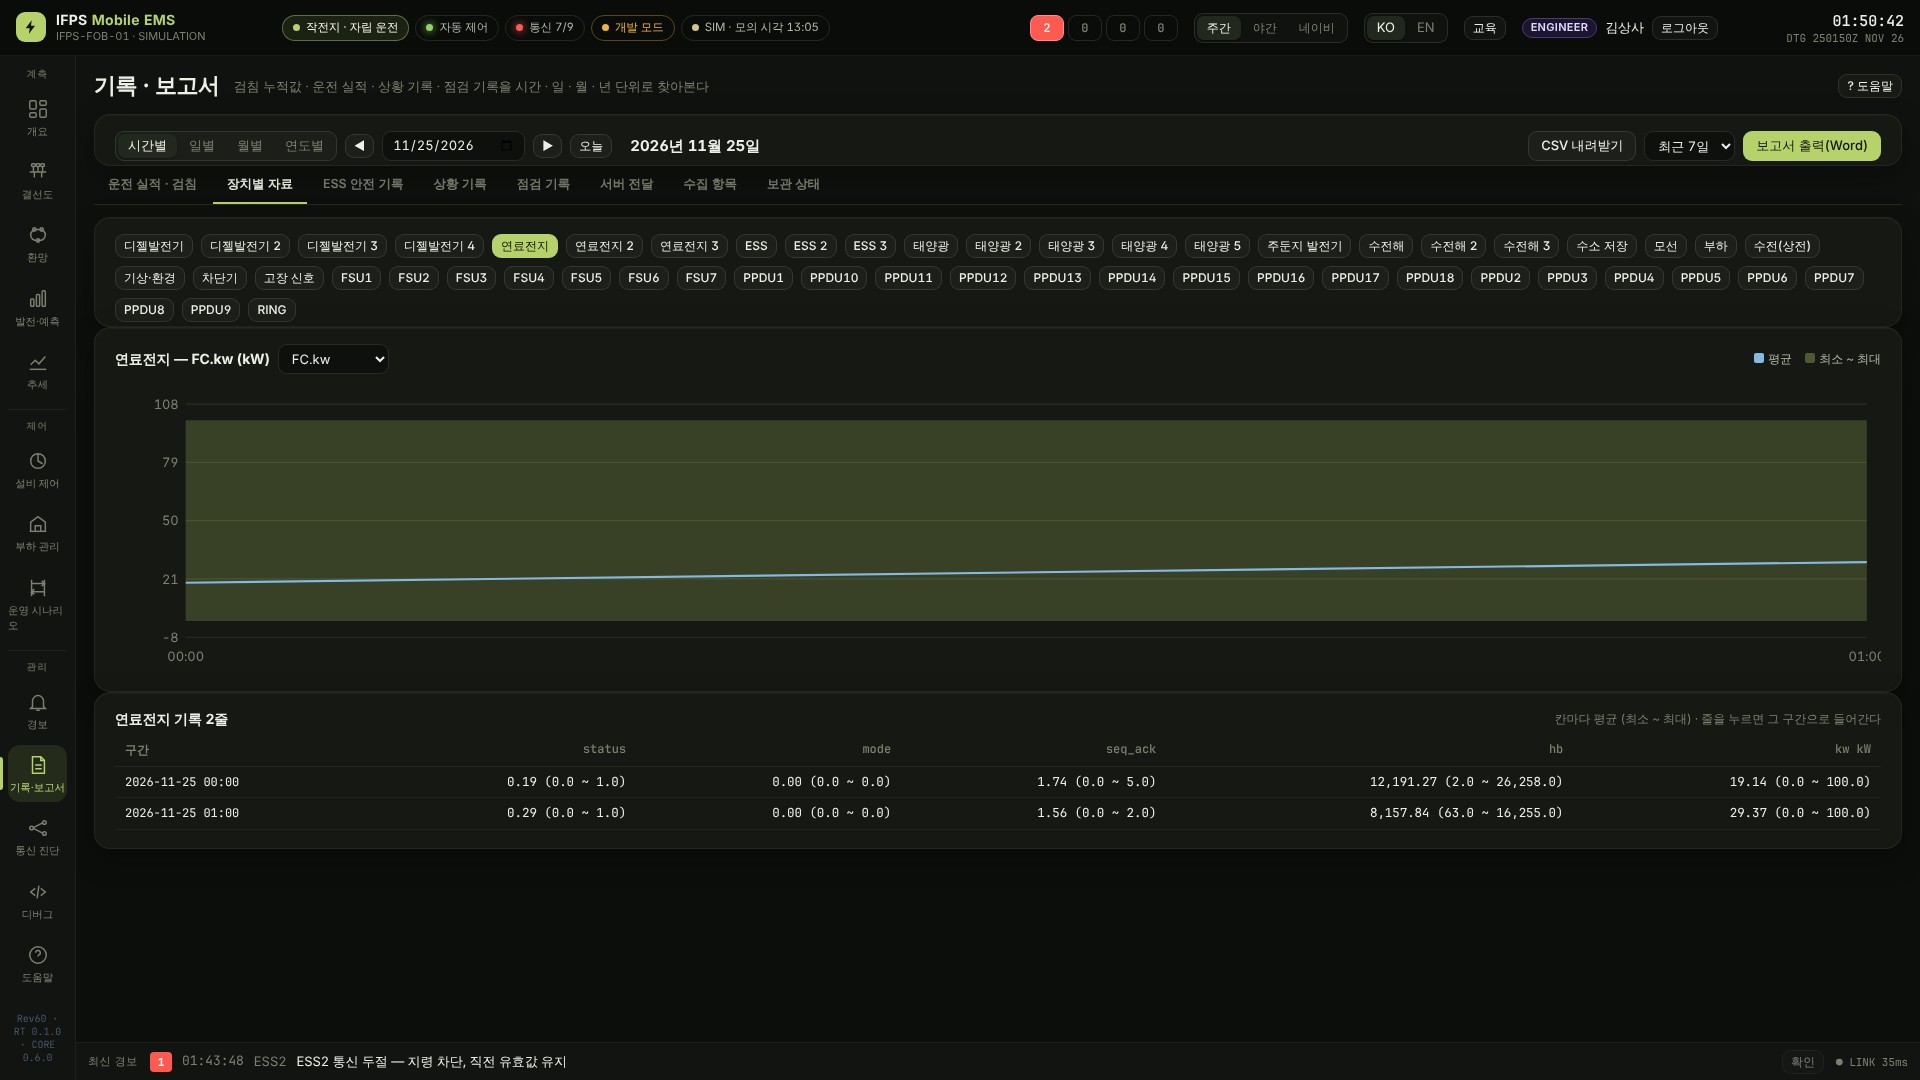 IFPS Mobile EMS
IFPS-FOB-01 · SIMULATION
작전지 · 자립 운전
자동 제어
통신 7/9
개발 모드
SIM · 모의 시각 13:05
2 0 0 0
주간 야간 네이비
KO EN
교육
ENGINEER 김상사 로그아웃
01:50:42
DTG 250150Z NOV 26
계측
개요
결선도
환망
발전·예측
추세
제어
설비 제어
부하 관리
운영 시나리
오
관리
경보
기록·보고서
통신 진단
디버그
도움말
Rev60 ·
RT 0.1.0
· CORE
0.6.0
기록 · 보고서 검침 누적값 · 운전 실적 · 상황 기록 · 점검 기록을 시간 · 일 · 월 · 년 단위로 찾아본다
? 도움말
시간별 일별 월별 연도별 ◀ 11/25/2026 ▶ 오늘 2026년 11월 25일
CSV 내려받기 최근 7일 보고서 출력(Word)
운전 실적 · 검침 장치별 자료 ESS 안전 기록 상황 기록 점검 기록 서버 전달 수집 항목 보관 상태
디젤발전기 디젤발전기 2 디젤발전기 3 디젤발전기 4 연료전지 연료전지 2 연료전지 3 ESS ESS 2 ESS 3 태양광 태양광 2 태양광 3 태양광 4 태양광 5 주둔지 발전기 수전해 수전해 2 수전해 3 수소 저장 모선 부하 수전(상전)
기상·환경 차단기 고장 신호 FSU1 FSU2 FSU3 FSU4 FSU5 FSU6 FSU7 PPDU1 PPDU10 PPDU11 PPDU12 PPDU13 PPDU14 PPDU15 PPDU16 PPDU17 PPDU18 PPDU2 PPDU3 PPDU4 PPDU5 PPDU6 PPDU7
PPDU8 PPDU9 RING
연료전지 — FC.kw (kW) FC.kw
평균 최소 ~ 최대
108
79
50
21
-8
00:00 01:00
연료전지 기록 2줄
칸마다 평균 (최소 ~ 최대) · 줄을 누르면 그 구간으로 들어간다
구간 status mode seq_ack hb kw kW
2026-11-25 00:00 0.19 (0.0 ~ 1.0) 0.00 (0.0 ~ 0.0) 1.74 (0.0 ~ 5.0) 12,191.27 (2.0 ~ 26,258.0) 19.14 (0.0 ~ 100.0)
2026-11-25 01:00 0.29 (0.0 ~ 1.0) 0.00 (0.0 ~ 0.0) 1.56 (0.0 ~ 2.0) 8,157.84 (63.0 ~ 16,255.0) 29.37 (0.0 ~ 100.0)
최신 경보 1 01:43:48 ESS2 ESS2 통신 두절 — 지령 차단, 직전 유효값 유지
확인 LINK 35ms